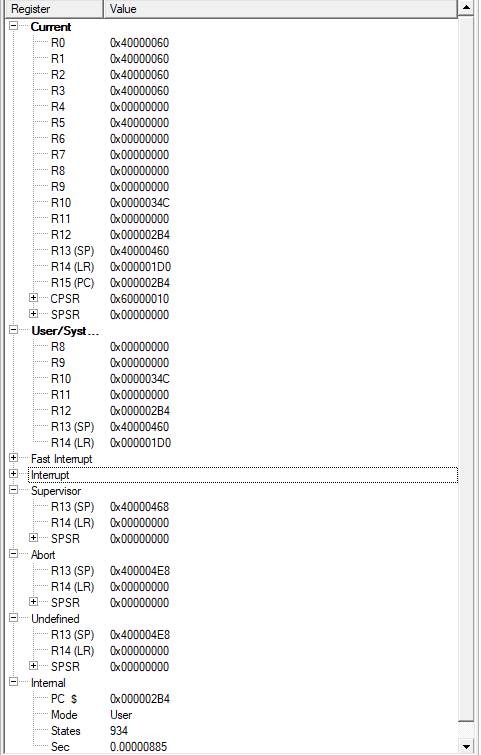 Register Value
Current
R0 0x40000060
R1 0x40000060
R2 0x40000060
R3 0x40000060
R4 0x00000000
R5 0x40000000
R6 0x00000000
R7 0x00000000
R8 0x00000000
R9 0x00000000
R10 0x0000034C
R11 0x00000000
R12 0x000002B4
R13 (SP) 0x40000460
R14 (LR) 0x000001D0
R15 (PC) 0x000002B4
CPSR 0x60000010
SPSR 0x00000000
User/Syst...
R8 0x00000000
R9 0x00000000
R10 0x0000034C
R11 0x00000000
R12 0x000002B4
R13 (SP) 0x40000460
R14 (LR) 0x000001D0
Fast Interrupt
Interrupt
Supervisor
R13 (SP) 0x40000468
R14 (LR) 0x00000000
SPSR 0x00000000
Abort
R13 (SP) 0x400004E8
R14 (LR) 0x00000000
SPSR 0x00000000
Undefined
R13 (SP) 0x400004E8
R14 (LR) 0x00000000
SPSR 0x00000000
Internal
PC $ 0x000002B4
Mode User
States 934
Sec 0.00000885